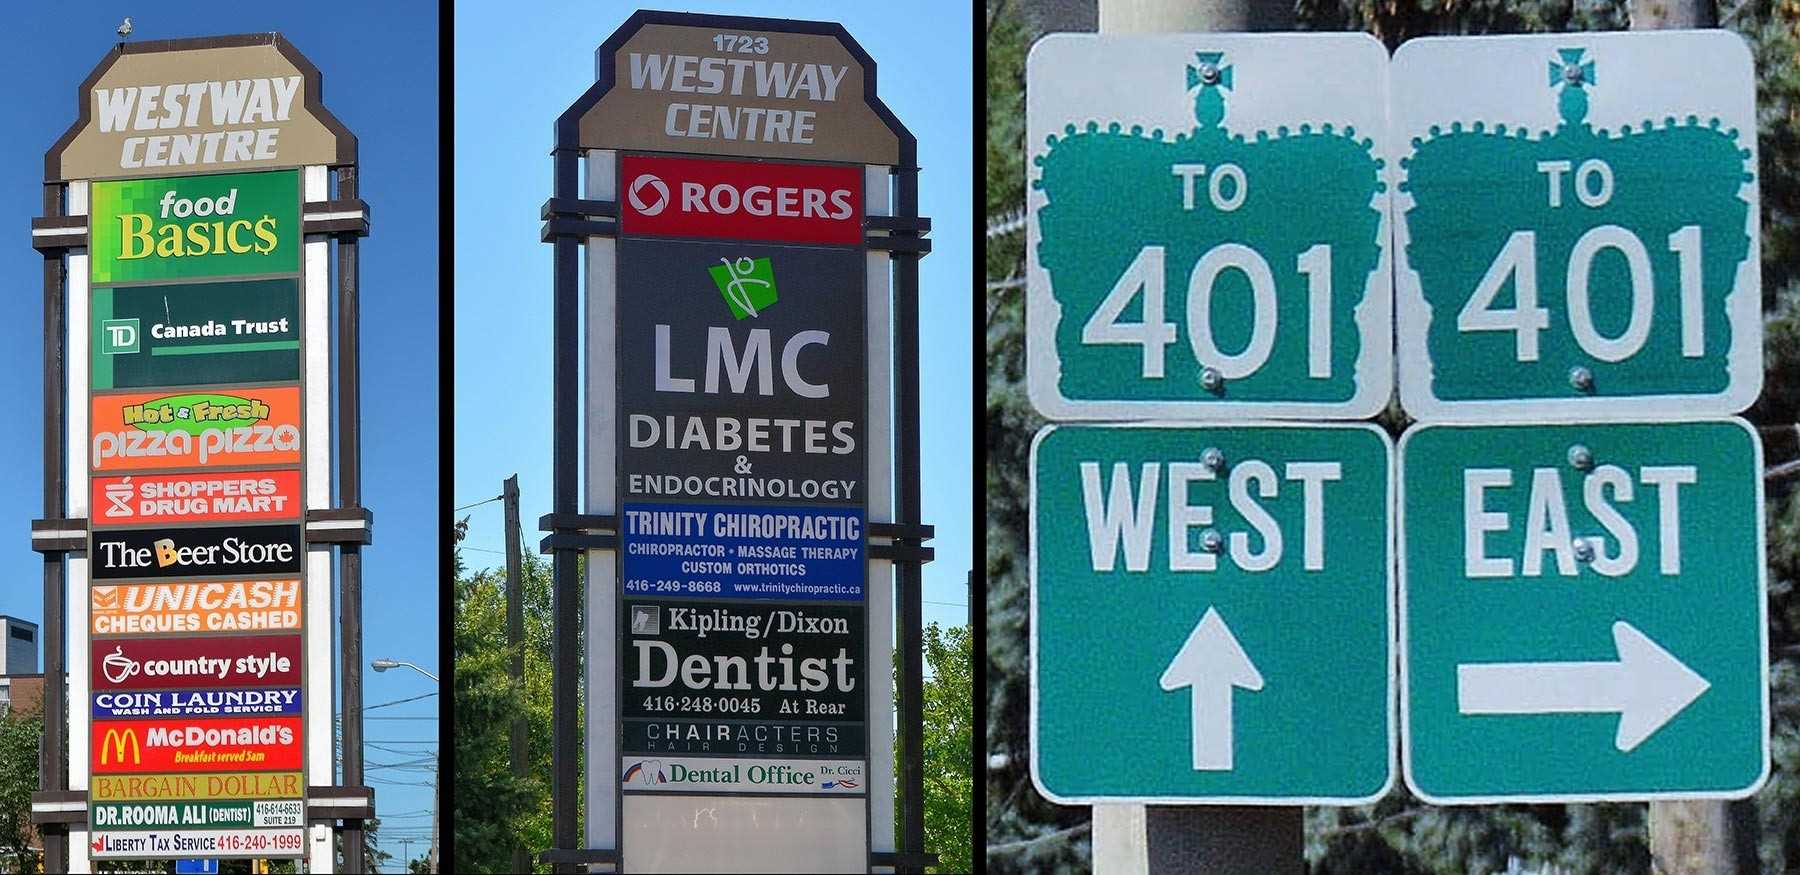 WESTWAY
CENTRE
food
Basic$
TD Canada Trust
Hot & Fresh
pizza pizza
SHOPPERS
DRUG MART
The Beer Store
UNICASH
CHEQUES CASHED
country style
COIN LAUNDRY
WASH AND FOLD SERVICE
McDonald's
Breakfast served 5am
BARGAIN DOLLAR
DR. ROOMA ALI (DENTIST) 416-614-6633
SUITE 219
LIBERTY TAX SERVICE 416-240-1999
1723
WESTWAY
CENTRE
ROGERS
LMC
DIABETES
&
ENDOCRINOLOGY
TRINITY CHIROPRACTIC
CHIROPRACTOR • MASSAGE THERAPY
CUSTOM ORTHOTICS
416-249-8668 www.trinitychiropractic.ca
Kipling/Dixon
Dentist
416·248·0045 At Rear
CHAIRACTERS
HAIR DESIGN
Dental Office Dr. Cicci
TO
401
WEST
TO
401
EAST